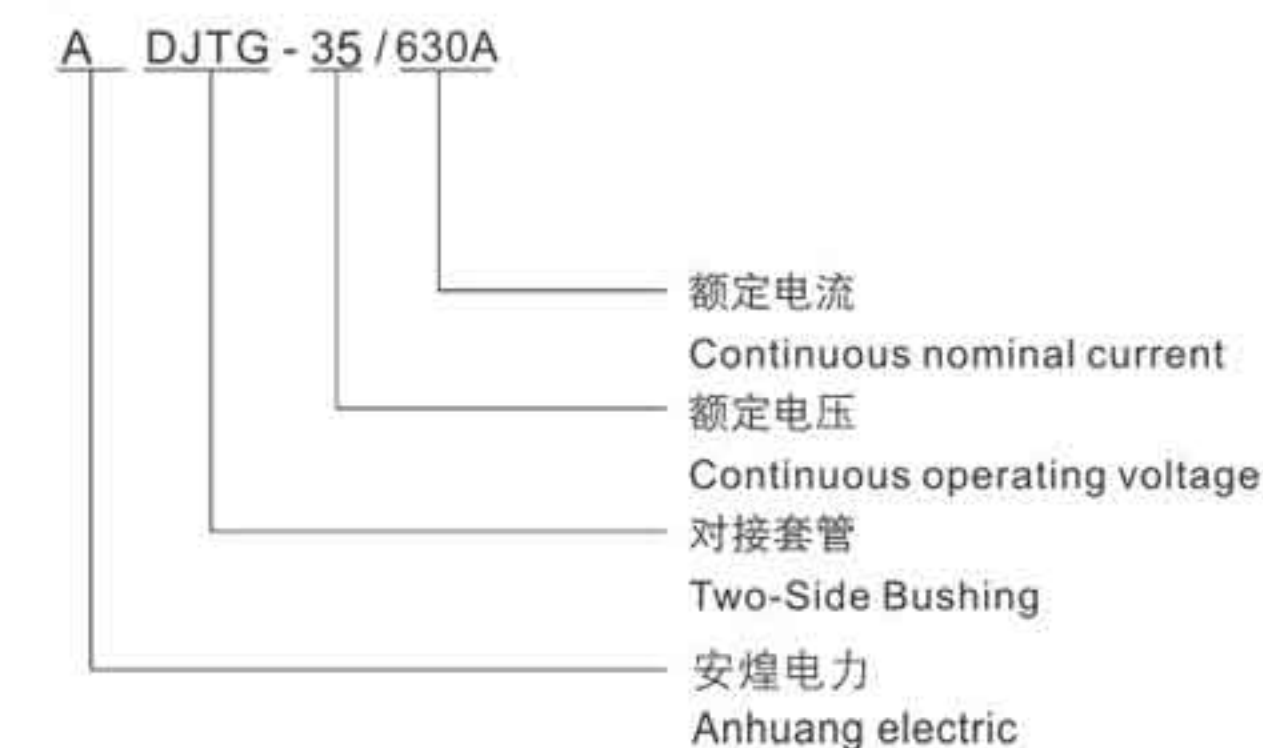 A DJTG - 35 / 630A
额定电流
Continuous nominal current
额定电压
Continuous operating voltage
对接套管
Two-Side Bushing
安煌电力
Anhuang electric